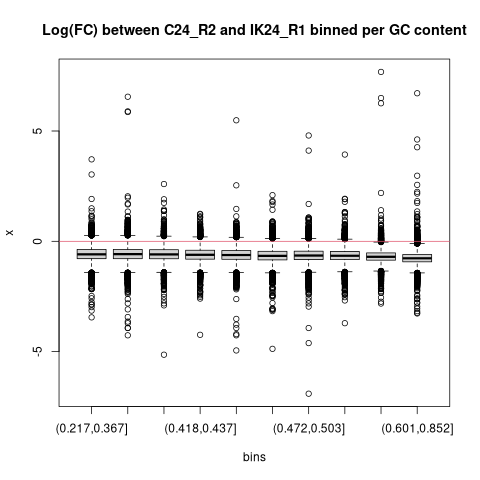 Log(FC) between C24_R2 and IK24_R1 binned per GC content
x
5
0
-5
(0.217,0.367] (0.418,0.437] (0.472,0.503] (0.601,0.852]
bins